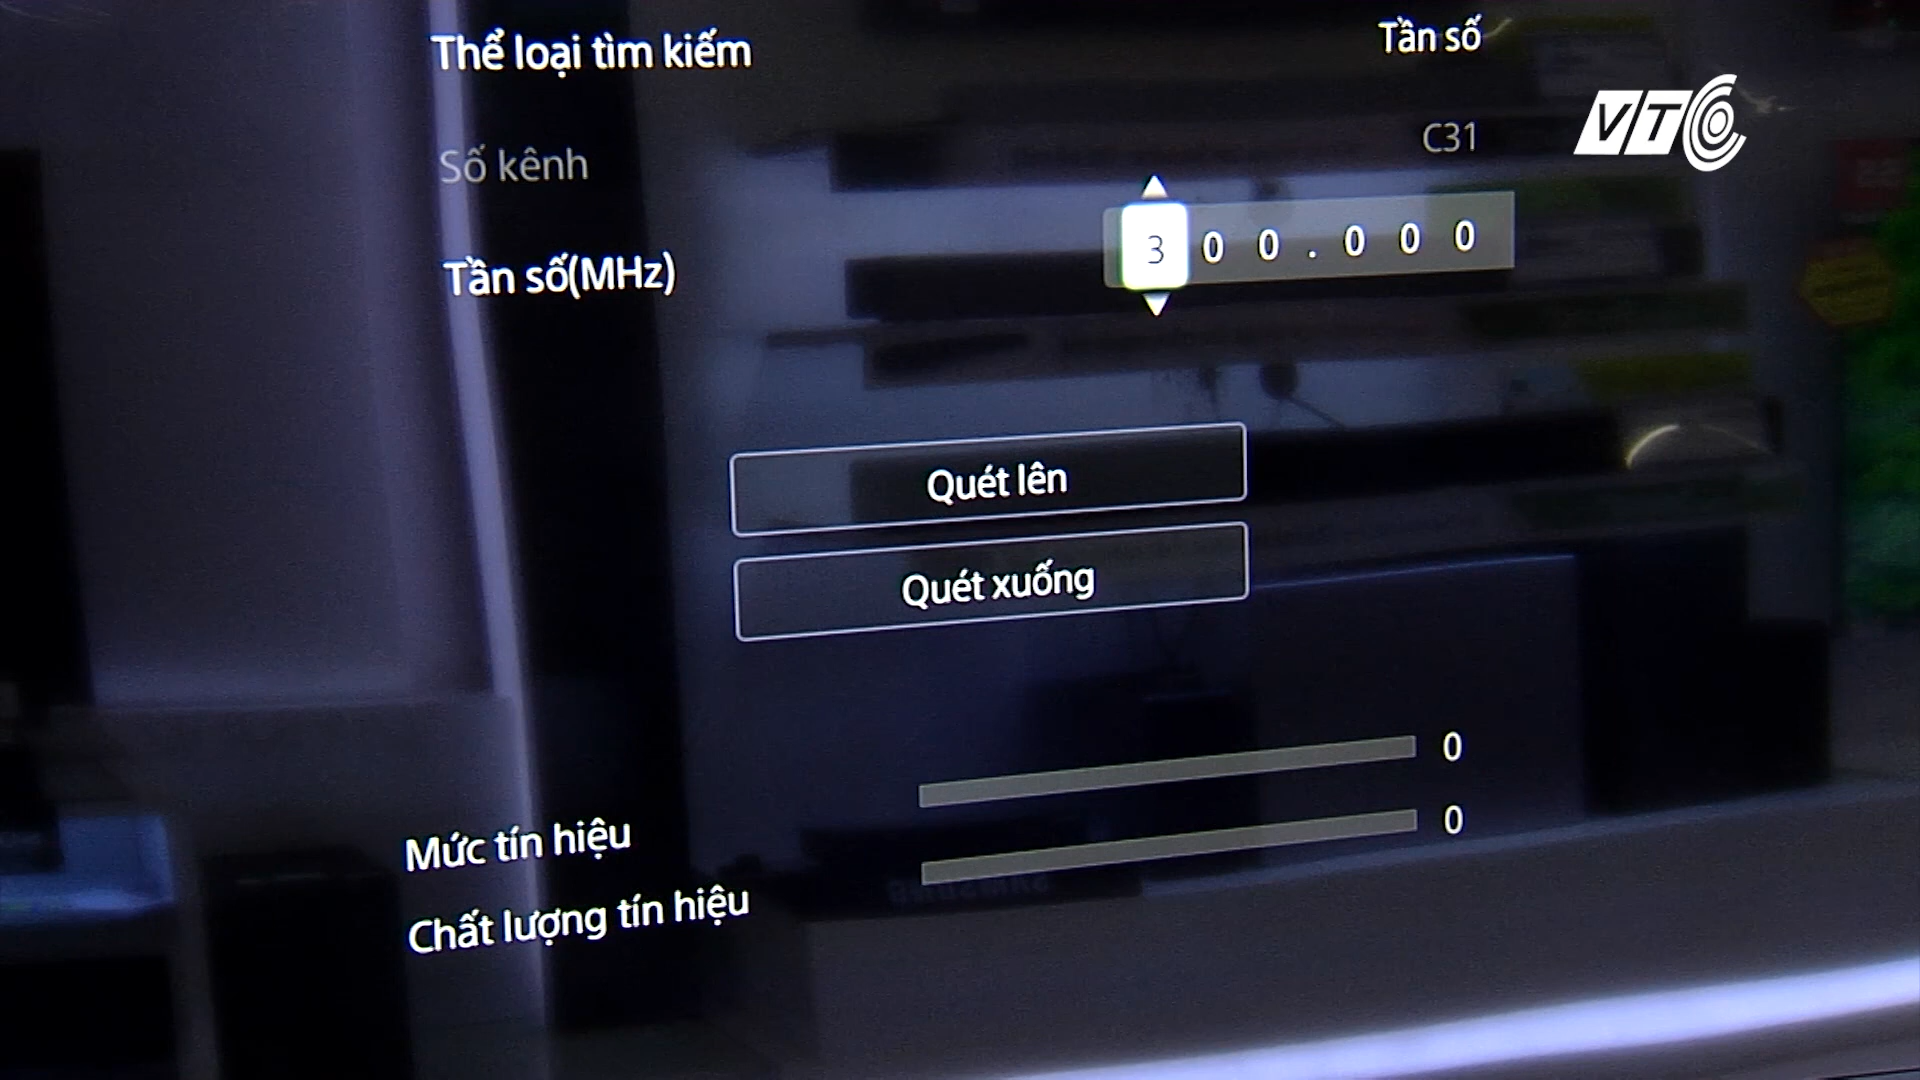 Thể loại tìm kiếm Tần số
VTC
Số kênh C31
Tần số(MHz) 300.000
Quét lên
Quét xuống
0
Mức tín hiệu
0
Chất lượng tín hiệu